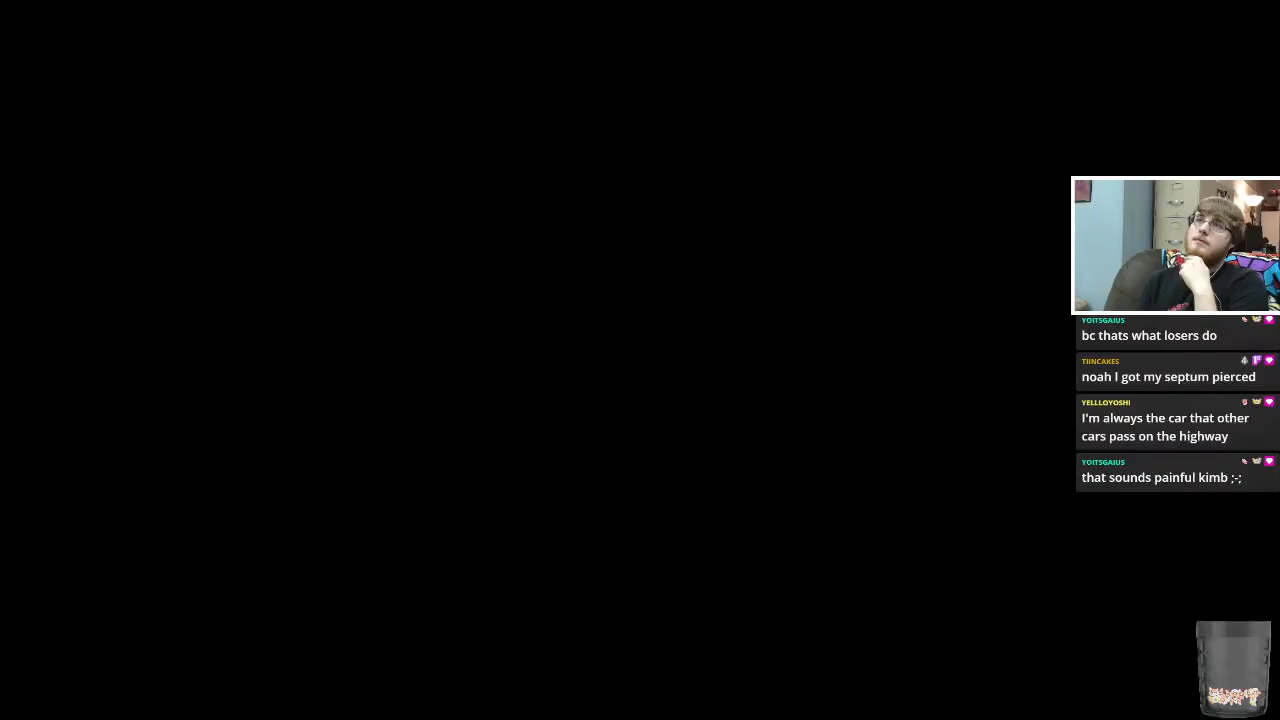 YOITSGAIUS
bc thats what losers do
TIINCAKES
noah I got my septum pierced
YELLLOYOSHI
I'm always the car that other
cars pass on the highway
YOITSGAIUS
that sounds painful kimb ;-;